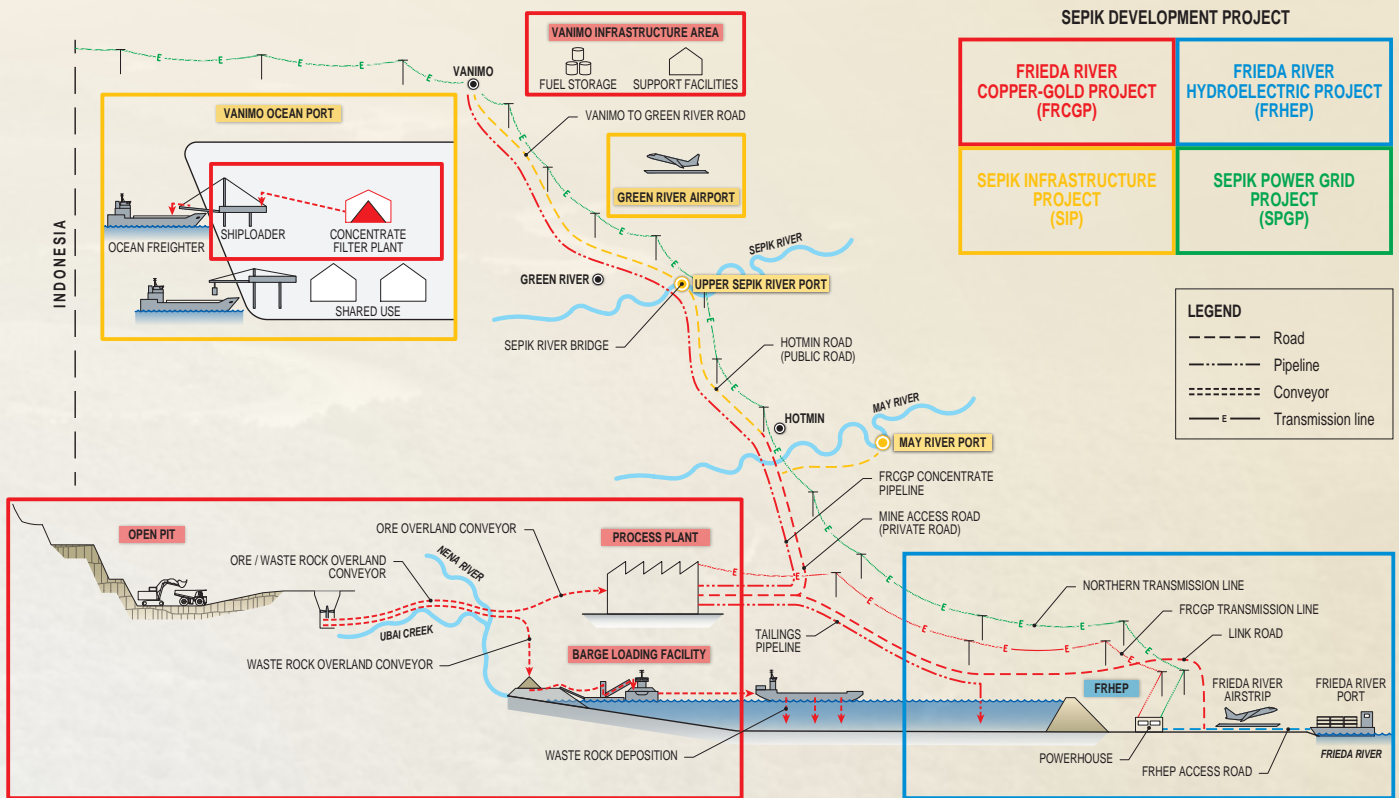 SEPIK DEVELOPMENT PROJECT
FRIEDA RIVER
COPPER-GOLD PROJECT
(FRCGP)
FRIEDA RIVER
HYDROELECTRIC PROJECT
(FRHEP)
SEPIK INFRASTRUCTURE
PROJECT
(SIP)
SEPIK POWER GRID
PROJECT
(SPGP)
LEGEND
Road
Pipeline
Conveyor
E Transmission line
INDONESIA
E
E
E
E
VANIMO
VANIMO INFRASTRUCTURE AREA
FUEL STORAGE
SUPPORT FACILITIES
VANIMO TO GREEN RIVER ROAD
E
E
E
E
GREEN RIVER AIRPORT
VANIMO OCEAN PORT
OCEAN FREIGHTER
SHIPLOADER
CONCENTRATE
FILTER PLANT
SHARED USE
GREEN RIVER
SEPIK RIVER
UPPER SEPIK RIVER PORT
SEPIK RIVER BRIDGE
E
HOTMIN ROAD
(PUBLIC ROAD)
E
HOTMIN
MAY RIVER
MAY RIVER PORT
E
FRCGP CONCENTRATE
PIPELINE
MINE ACCESS ROAD
(PRIVATE ROAD)
E
E
OPEN PIT
ORE OVERLAND CONVEYOR
ORE / WASTE ROCK OVERLAND
CONVEYOR
NENA RIVER
UBAI CREEK
WASTE ROCK OVERLAND CONVEYOR
PROCESS PLANT
BARGE LOADING FACILITY
WASTE ROCK DEPOSITION
TAILINGS
PIPELINE
E
E
E
E
E
E
E
E
NORTHERN TRANSMISSION LINE
FRCGP TRANSMISSION LINE
LINK ROAD
FRHEP
FRIEDA RIVER
AIRSTRIP
FRIEDA RIVER
PORT
POWERHOUSE
FRHEP ACCESS ROAD
FRIEDA RIVER